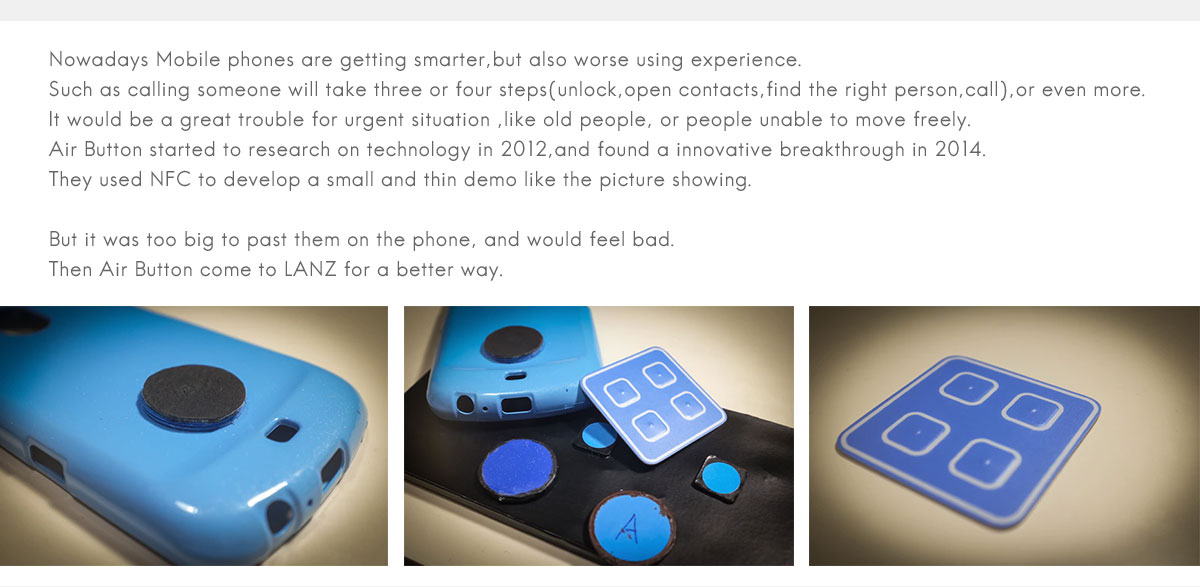 Nowadays Mobile phones are getting smarter,but also worse using experience.
Such as calling someone will take three or four steps(unlock,open contacts,find the right person,call),or even more.
It would be a great trouble for urgent situation ,like old people, or people unable to move freely.
Air Button started to research on technology in 2012,and found a innovative breakthrough in 2014.
They used NFC to develop a small and thin demo like the picture showing.
But it was too big to past them on the phone, and would feel bad.
Then Air Button come to LANZ for a better way.
A